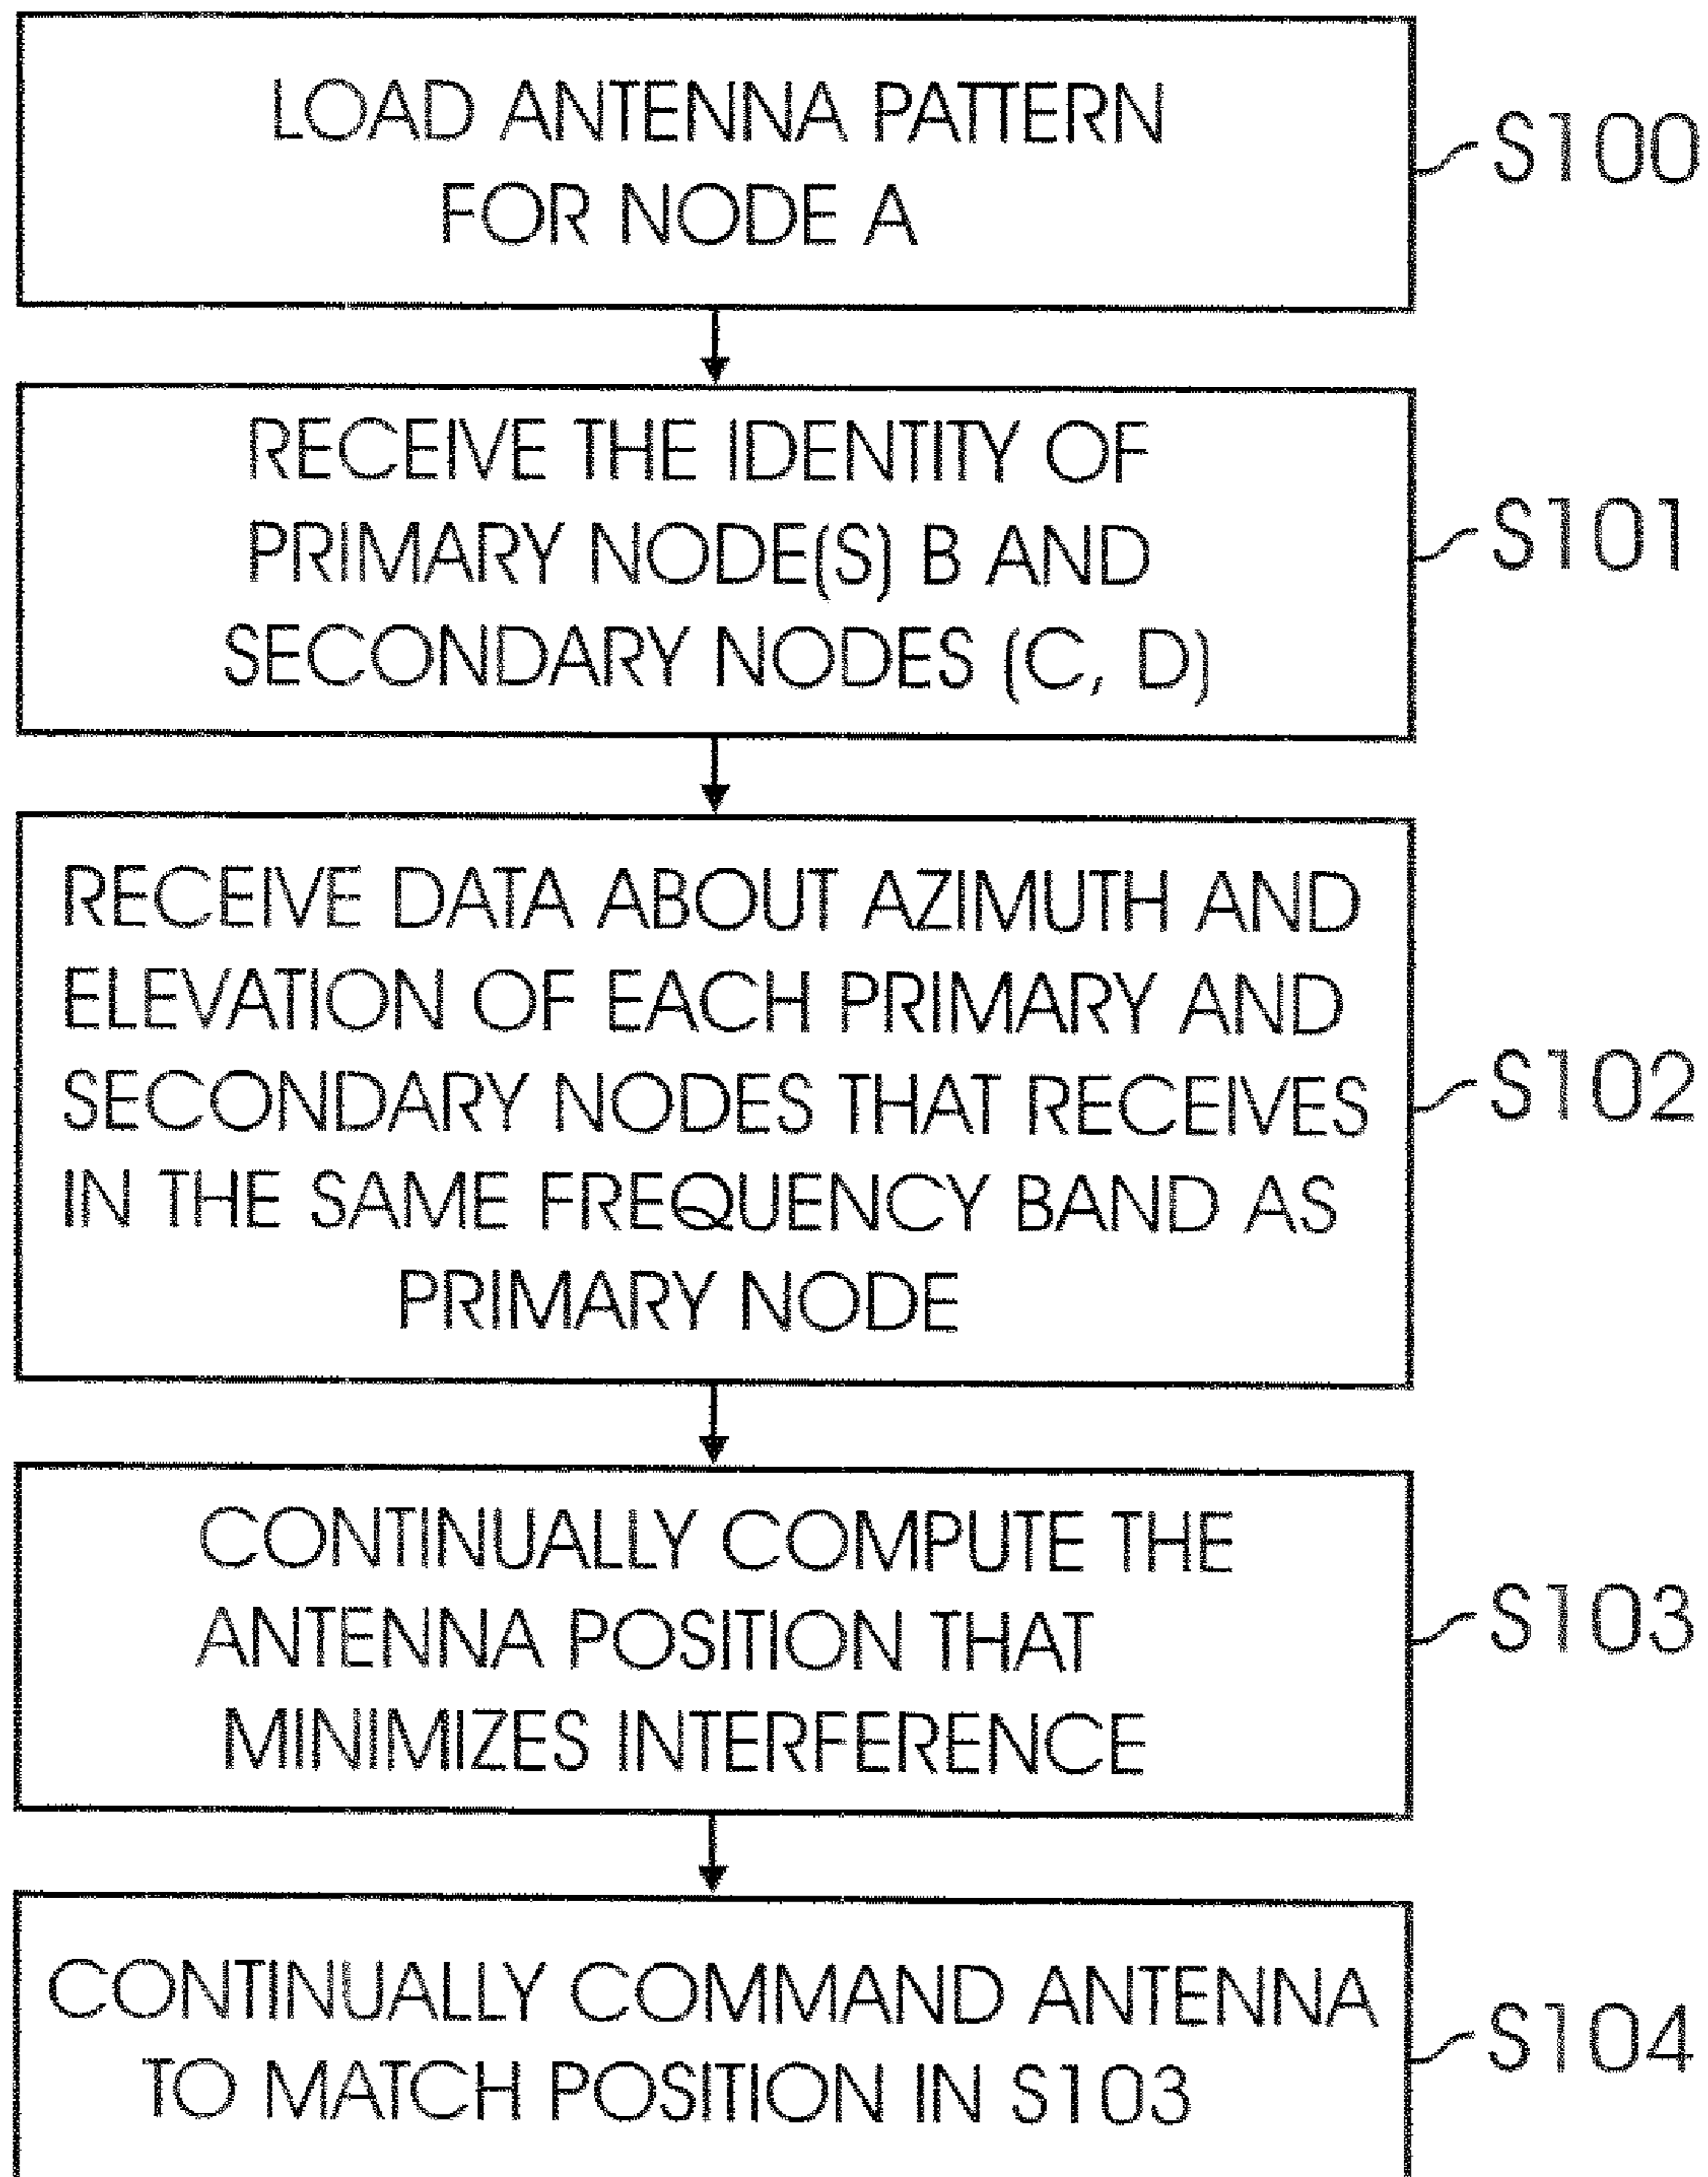 LOAD ANTENNA PATTERN
FOR NODE A
S100
RECEIVE THE IDENTITY OF
PRIMARY NODE(S) B AND
SECONDARY NODES (C, D)
S101
RECEIVE DATA ABOUT AZIMUTH AND
ELEVATION OF EACH PRIMARY AND
SECONDARY NODES THAT RECEIVES
IN THE SAME FREQUENCY BAND AS
PRIMARY NODE
S102
CONTINUALLY COMPUTE THE
ANTENNA POSITION THAT
MINIMIZES INTERFERENCE
S103
CONTINUALLY COMMAND ANTENNA
TO MATCH POSITION IN S103
S104